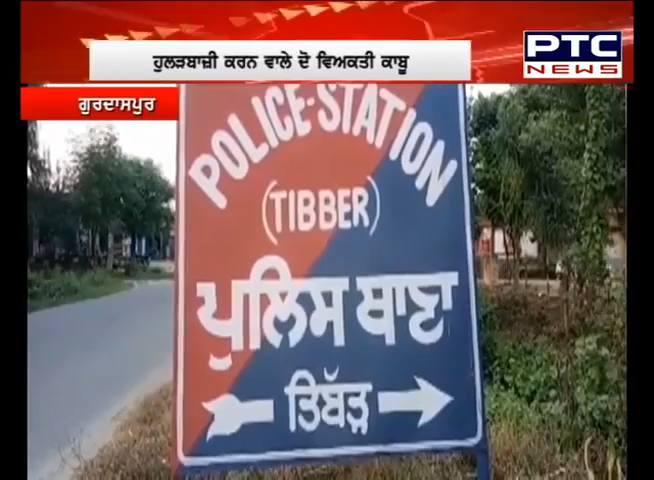 ਹੁਲੜਬਾਜ਼ੀ ਕਰਨ ਵਾਲੇ ਦੋ ਵਿਅਕਤੀ ਕਾਬੂ
PTC
NEWS
ਗੁਰਦਾਸਪੁਰ
POLICE-STATION
(TIBBER)
ਪੁਲਿਸ ਥਾਣਾ
ਤਿੱਬੜ